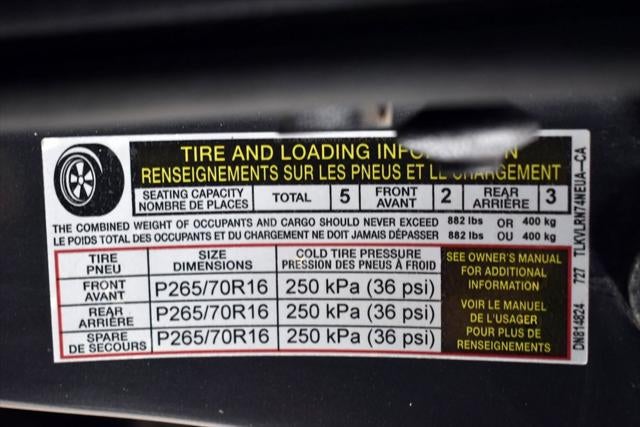 TIRE AND LOADING
RENSEIGNEMENTS SUR LES PNEUS ET LE CHARGEMENT
SEATING CAPACITY NOMBRE DE PLACES TOTAL 5 FRONT AVANT 2 REAR ARRIÈRE 3
THE COMBINED WEIGHT OF OCCUPANTS AND CARGO SHOULD NEVER EXCEED 882 lbs OR 400 kg
LE POIDS TOTAL DES OCCUPANTS ET DU CHARGEMENT NE DOIT JAMAIS DÉPASSER 882 lbs OU 400 kg
TIRE PNEU SIZE DIMENSIONS COLD TIRE PRESSURE PRESSION DES PNEUS À FROID
FRONT AVANT P265/70R16 250 kPa (36 psi)
REAR ARRIÈRE P265/70R16 250 kPa (36 psi)
SPARE DE SECOURS P265/70R16 250 kPa (36 psi)
SEE OWNER'S MANUAL
FOR ADDITIONAL
INFORMATION
VOIR LE MANUEL
DE L'USAGER
POUR PLUS DE
RENSEIGNEMENTS
DN814824 727 TLKVLRN74NEUA—CA